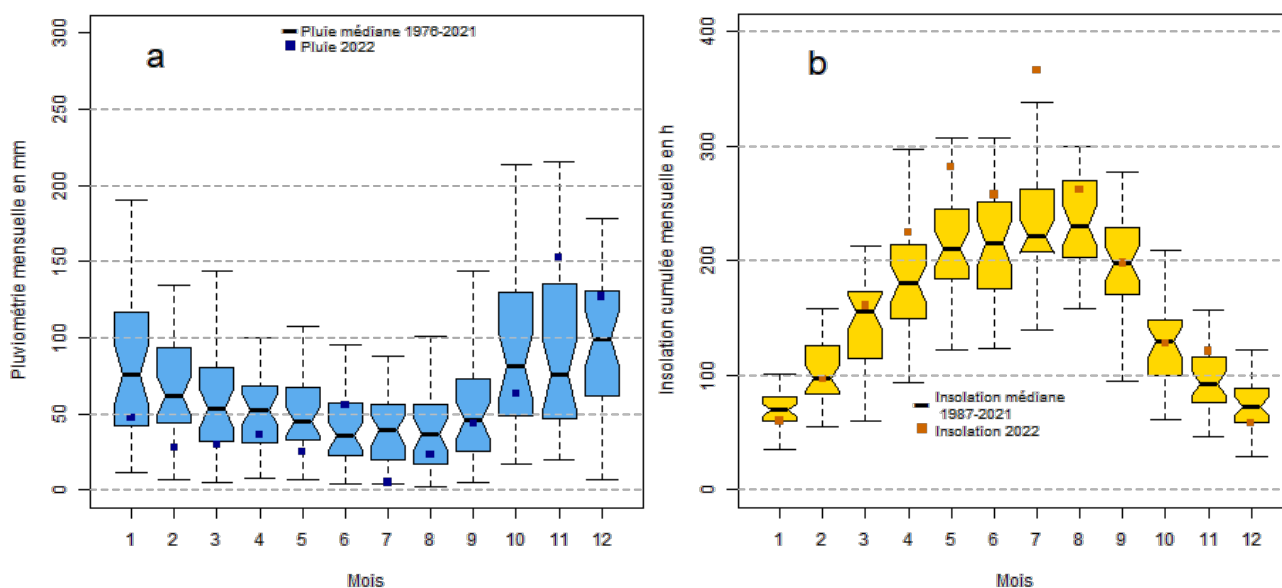 a
Pluie médiane 1976-2021
Pluie 2022
Pluviométrie mensuelle en mm
300
250
200
150
100
50
0
1 2 3 4 5 6 7 8 9 10 11 12
Mois
b
Insolation cumulée mensuelle en h
400
300
200
100
0
Insolation médiane
1987-2021
Insolation 2022
1 2 3 4 5 6 7 8 9 10 11 12
Mois